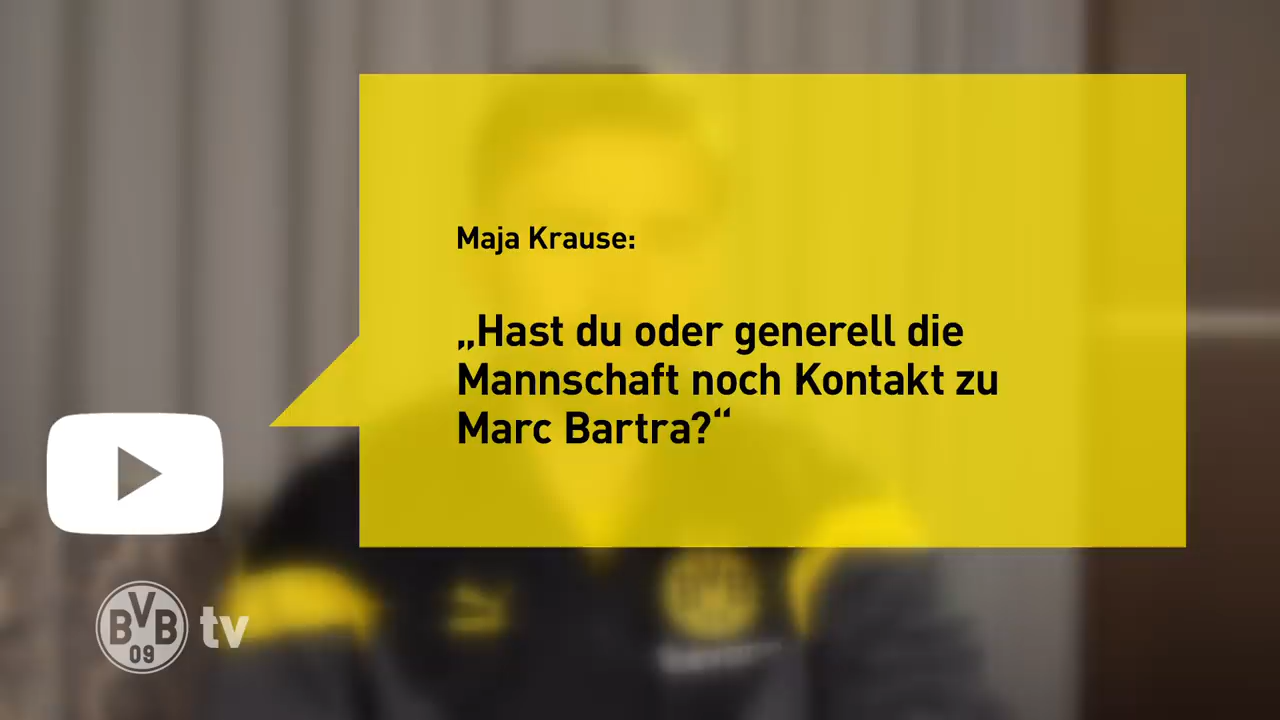 Maja Krause:
„Hast du oder generell die
Mannschaft noch Kontakt zu
Marc Bartra?“
BVB tv
09